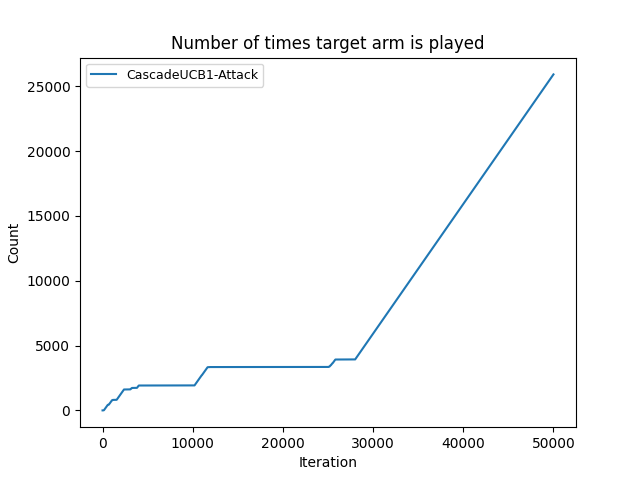 Number of times target arm is played
CascadeUCB1-Attack
25000
20000
15000
10000
5000
0
Count
0 10000 20000 30000 40000 50000
Iteration